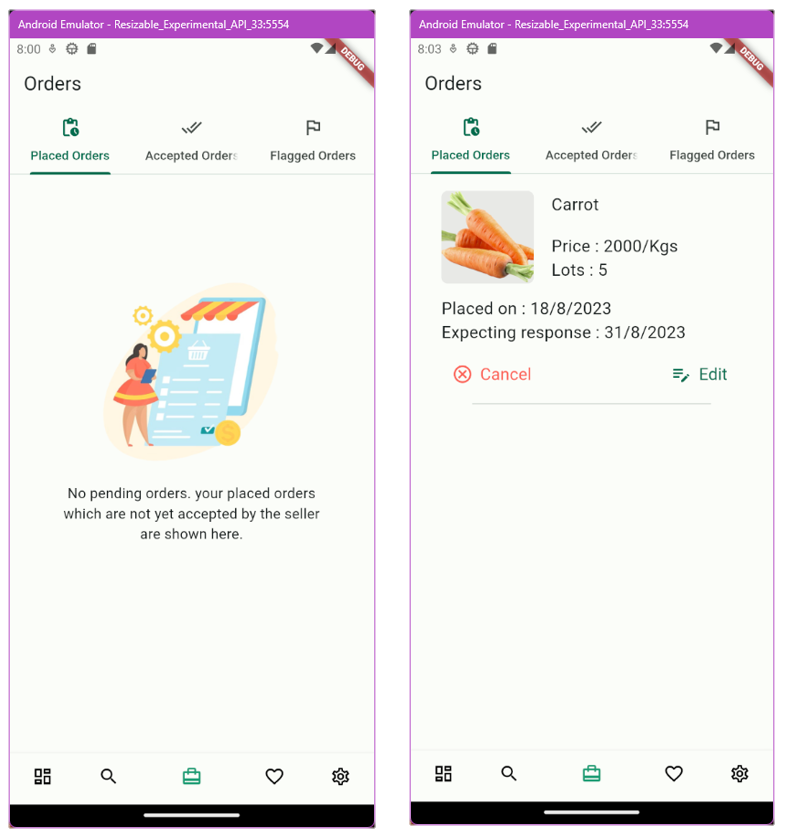 Android Emulator - Resizable_Experimental_API_33:5554
8:00
DEBUG
Orders
Placed Orders
Accepted Orders
Flagged Orders
No pending orders. your placed orders
which are not yet accepted by the seller
are shown here.
Android Emulator - Resizable_Experimental_API_33:5554
8:03
DEBUG
Orders
Placed Orders
Accepted Orders
Flagged Orders
Carrot
Price : 2000/Kgs
Lots : 5
Placed on : 18/8/2023
Expecting response : 31/8/2023
Cancel
Edit